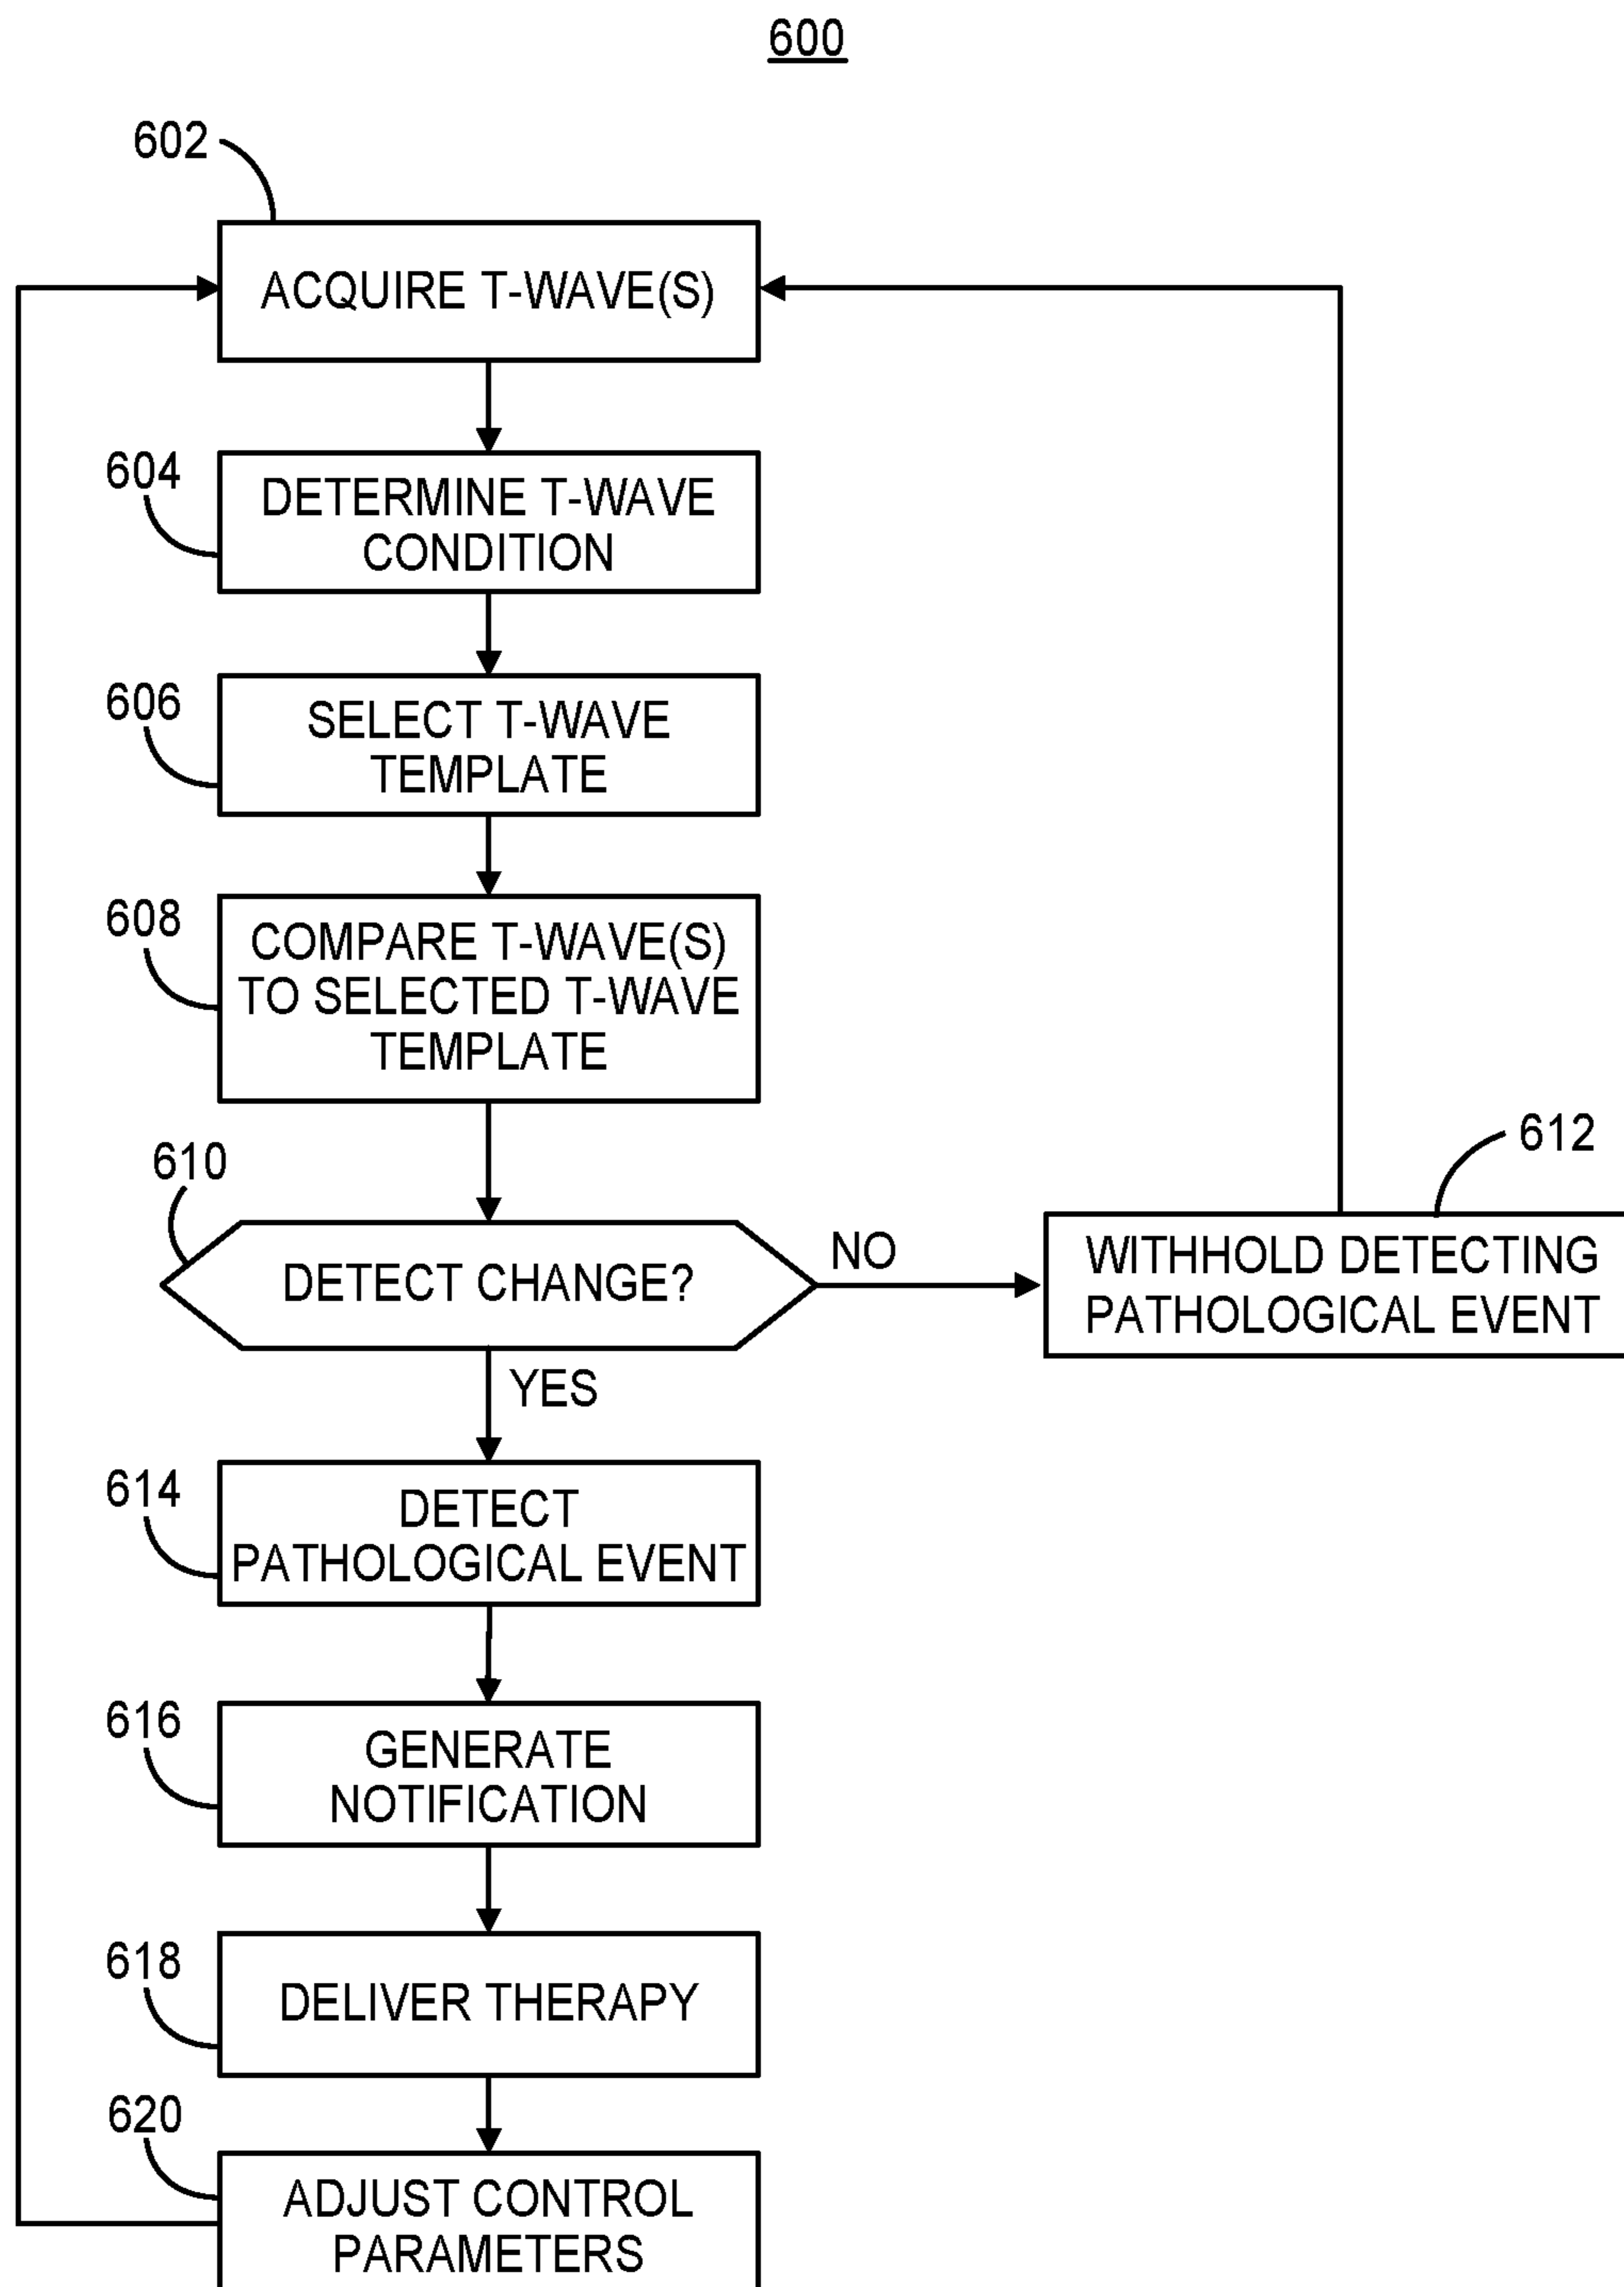 600
602
ACQUIRE T-WAVE(S)
604
DETERMINE T-WAVE
CONDITION
606
SELECT T-WAVE
TEMPLATE
608
COMPARE T-WAVE(S)
TO SELECTED T-WAVE
TEMPLATE
610
DETECT CHANGE?
NO
612
WITHHOLD DETECTING
PATHOLOGICAL EVENT
YES
614
DETECT
PATHOLOGICAL EVENT
616
GENERATE
NOTIFICATION
618
DELIVER THERAPY
620
ADJUST CONTROL
PARAMETERS